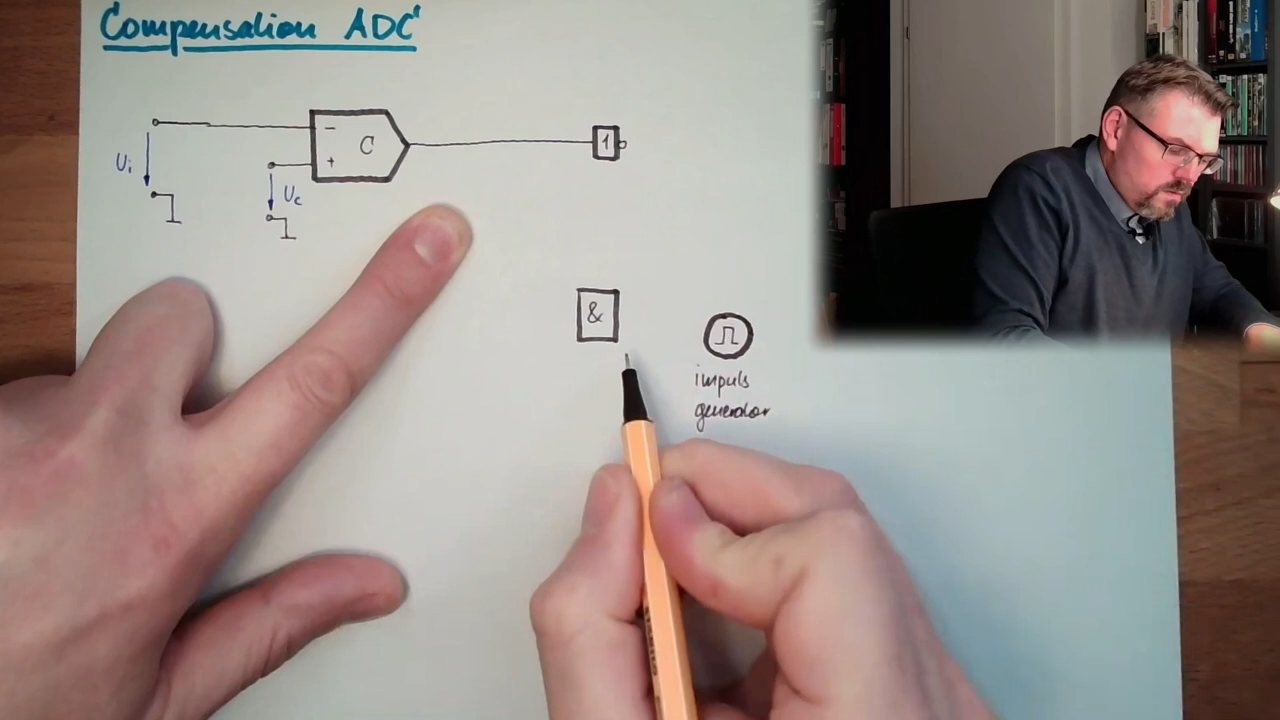 Compensation ADC
Ui
-
+
C
Uc
1
&
impuls
generator